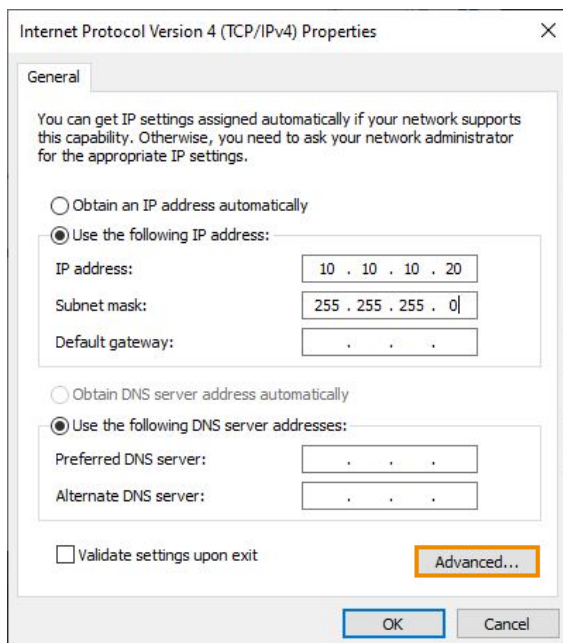 Internet Protocol Version 4 (TCP/IPv4) Properties
General
You can get IP settings assigned automatically if your network supports
this capability. Otherwise, you need to ask your network administrator
for the appropriate IP settings.
Obtain an IP address automatically
Use the following IP address:
IP address: 10 . 10 . 10 . 20
Subnet mask: 255 . 255 . 255 . 0
Default gateway: . . .
Obtain DNS server address automatically
Use the following DNS server addresses:
Preferred DNS server: . . .
Alternate DNS server: . . .
Validate settings upon exit
Advanced...
OK Cancel